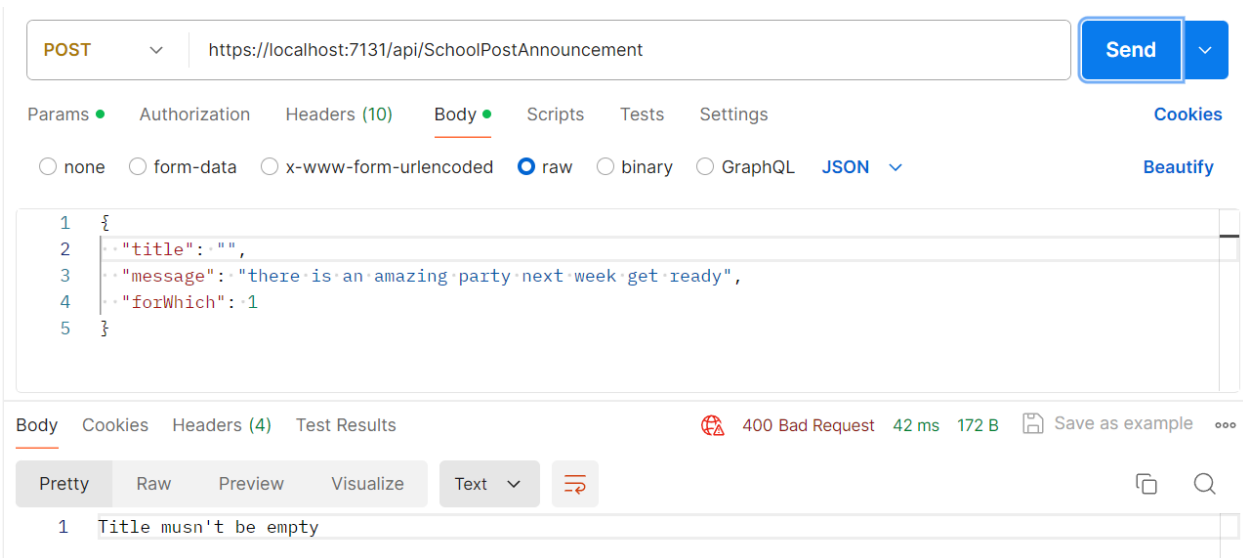 POST https://localhost:7131/api/SchoolPostAnnouncement Send
Params Authorization Headers (10) Body Scripts Tests Settings Cookies
none form-data x-www-form-urlencoded raw binary GraphQL JSON Beautify
1 {
2 "title": "",
3 "message": "there is an amazing party next week get ready",
4 "forWhich": 1
5 }
Body Cookies Headers (4) Test Results 400 Bad Request 42 ms 172 B Save as example
Pretty Raw Preview Visualize Text
1 Title musn't be empty